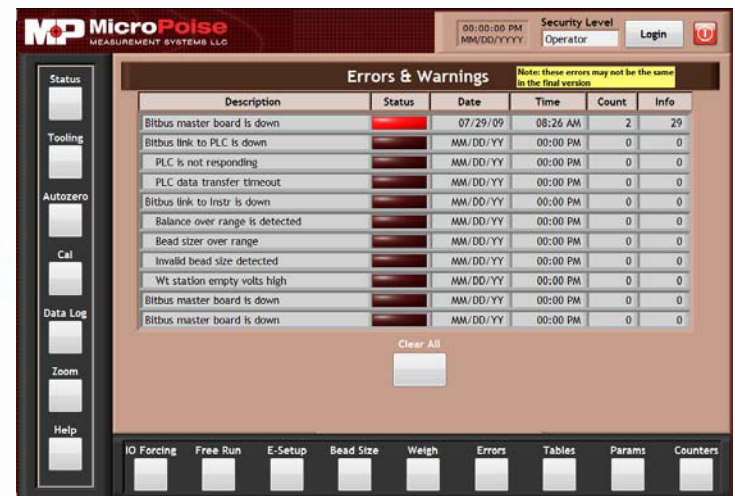 MicroPoise
MEASUREMENT SYSTEMS LLC
00:00:00 PM
MM/DD/YYYY
Security Level
Operator
Login
Status
Tooling
Autozero
Cal
Data Log
Zoom
Help
Errors & Warnings
Note: these errors may not be the same
in the final version
Description Status Date Time Count Info
Bitbus master board is down 07/29/09 08:26 AM 2 29
Bitbus link to PLC is down MM/DD/YY 00:00 PM 0 0
PLC is not responding MM/DD/YY 00:00 PM 0 0
PLC data transfer timeout MM/DD/YY 00:00 PM 0 0
Bitbus link to Instr is down MM/DD/YY 00:00 PM 0 0
Balance over range is detected MM/DD/YY 00:00 PM 0 0
Bead sizer over range MM/DD/YY 00:00 PM 0 0
Invalid bead size detected MM/DD/YY 00:00 PM 0 0
Wt station empty volts high MM/DD/YY 00:00 PM 0 0
Bitbus master board is down MM/DD/YY 00:00 PM 0 0
Bitbus master board is down MM/DD/YY 00:00 PM 0 0
Clear All
IO Forcing Free Run E-Setup Bead Size Weigh Errors Tables Params Counters